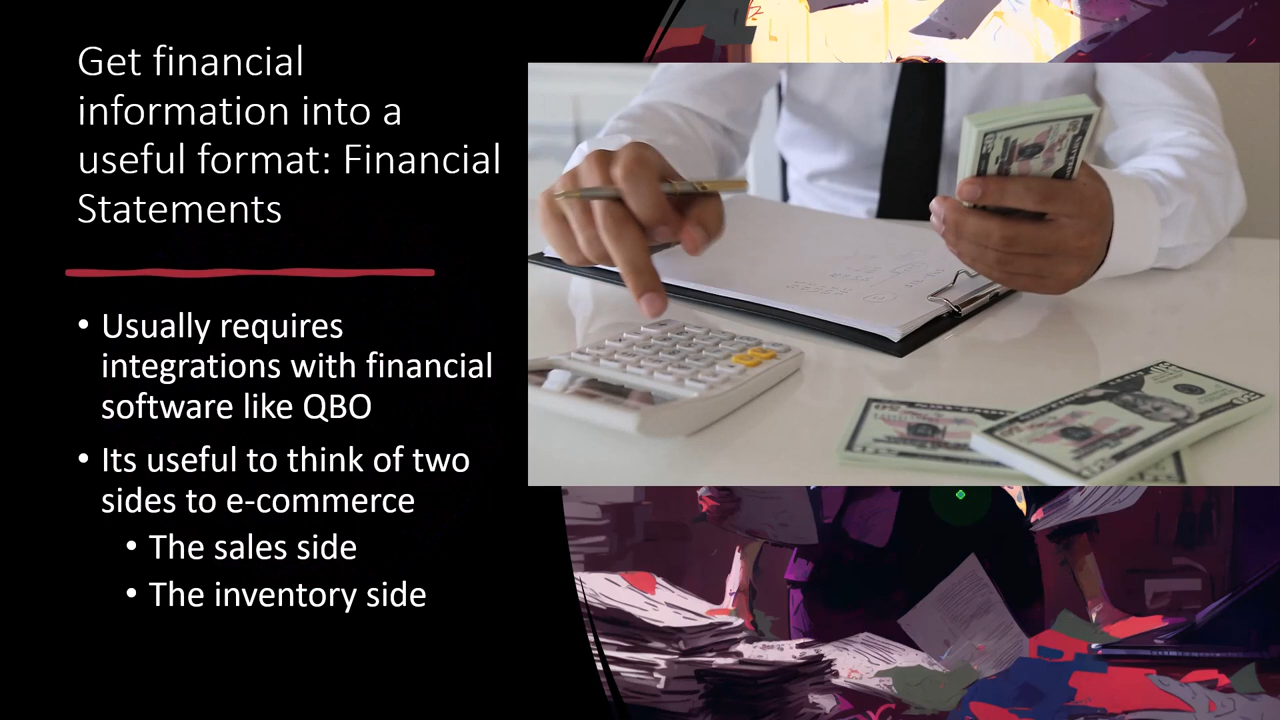 Get financial
information into a
useful format: Financial
Statements
• Usually requires
integrations with financial
software like QBO
• Its useful to think of two
sides to e-commerce
• The sales side
• The inventory side